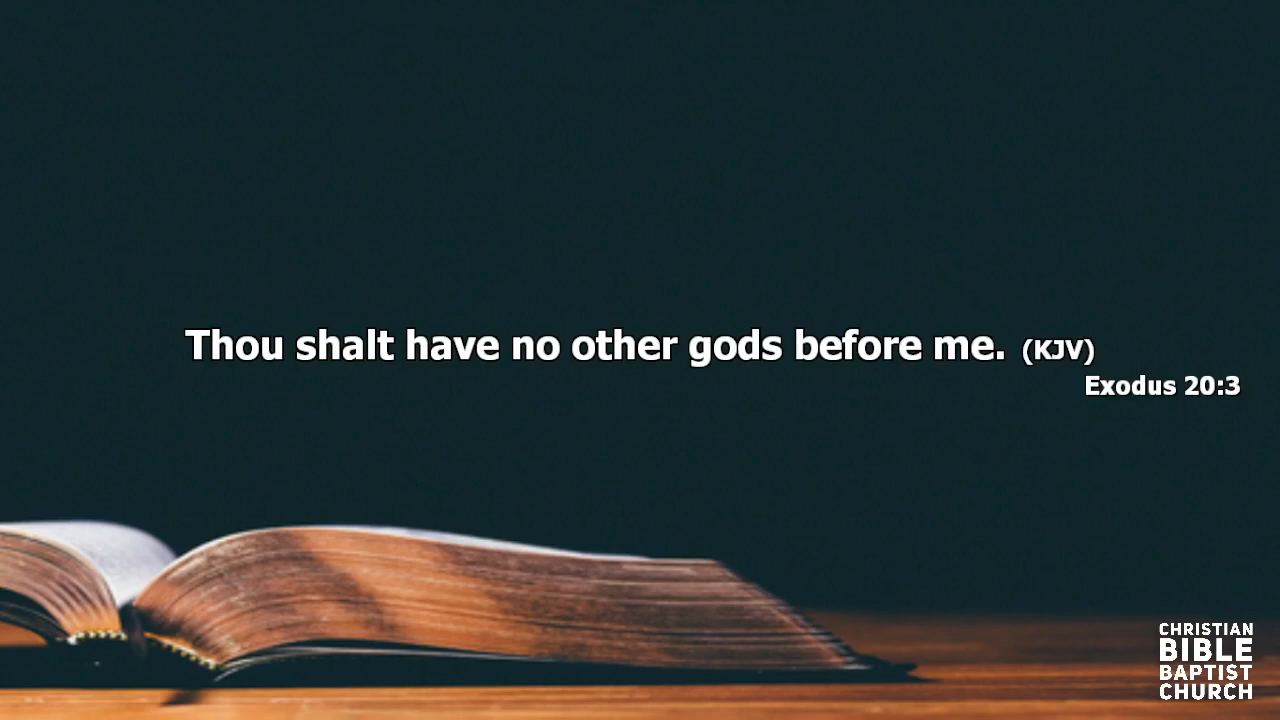 Thou shalt have no other gods before me. (KJV)
Exodus 20:3
CHRISTIAN
BIBLE
BAPTIST
CHURCH